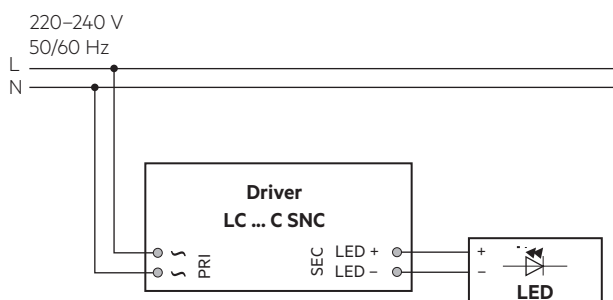 220–240 V
50/60 Hz
L
N
Driver
LC ... C SNC
~ PRI SEC LED + +
~ LED – –
LED